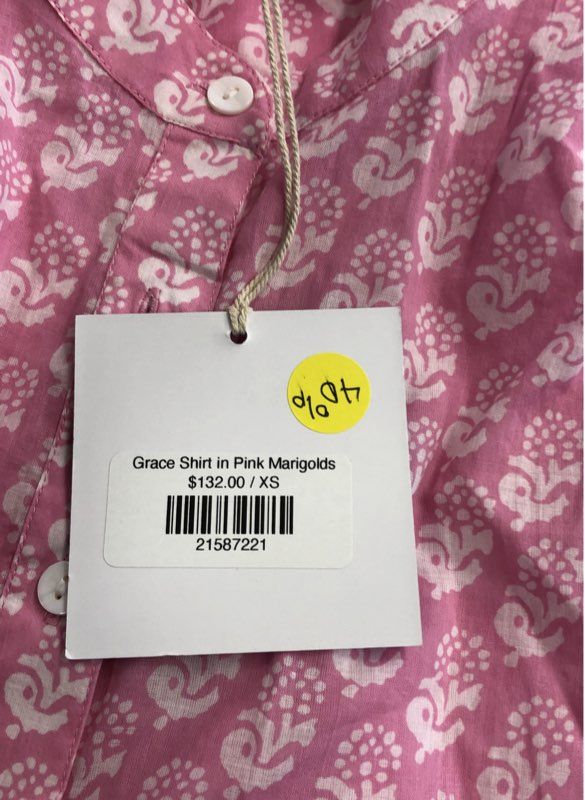 40%
Grace Shirt in Pink Marigolds
$132.00 / XS
21587221